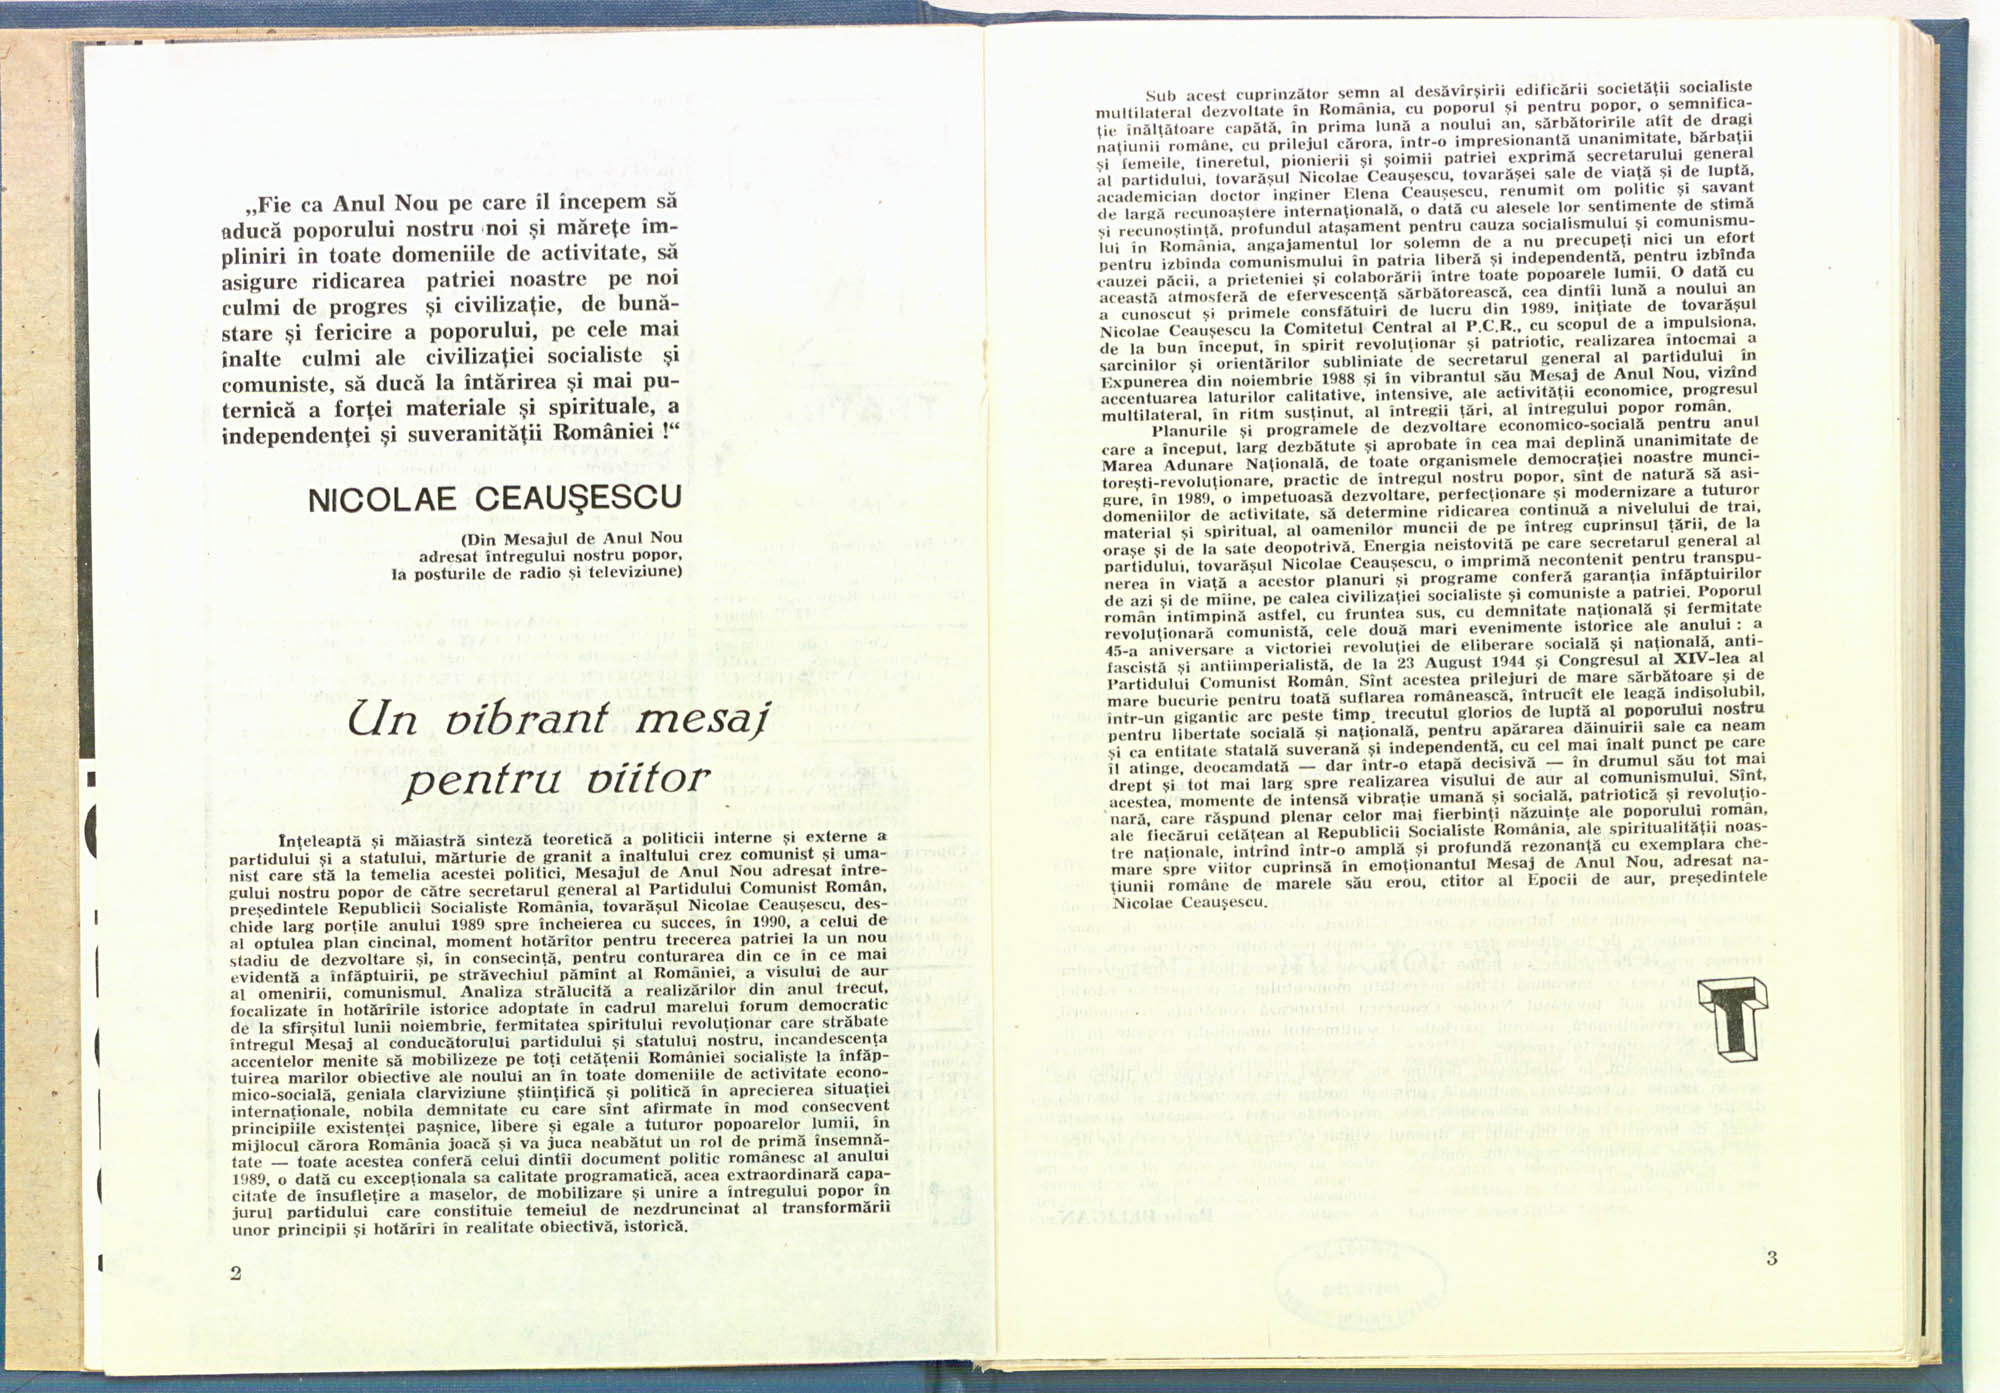 „Fie ca Anul Nou pe care îl începem să
aducă poporului nostru noi și mărețe îm-
pliniri în toate domeniile de activitate, să
asigure ridicarea patriei noastre pe noi
culmi de progres și civilizație, de bună-
stare și fericire a poporului, pe cele mai
înalte culmi ale civilizației socialiste și
comuniste, să ducă la întărirea și mai pu-
ternică a forței materiale și spirituale, a
independenței și suveranității României !“
NICOLAE CEAUȘESCU
(Din Mesajul de Anul Nou
adresat întregului nostru popor,
la posturile de radio și televiziune)
Un vibrant mesaj
pentru viitor
Înțeleaptă și măiastră sinteză teoretică a politicii interne și externe a
partidului și a statului, mărturie de granit a înaltului crez comunist și uma-
nist care stă la temelia acestei politici, Mesajul de Anul Nou adresat între-
gului nostru popor de către secretarul general al Partidului Comunist Român,
președintele Republicii Socialiste România, tovarășul Nicolae Ceaușescu, des-
chide larg porțile anului 1989 spre încheierea cu succes, în 1990, a celui de
al optulea plan cincinal, moment hotărîtor pentru trecerea patriei la un nou
stadiu de dezvoltare și, în consecință, pentru conturarea din ce în ce mai
evidentă a înfăptuirii, pe străvechiul pămînt al României, a visului de aur
al omenirii, comunismul. Analiza strălucită a realizărilor din anul trecut,
focalizate în hotărîrile istorice adoptate în cadrul marelui forum democratic
de la sfîrșitul lunii noiembrie, fermitatea spiritului revoluționar care străbate
întregul Mesaj al conducătorului partidului și statului nostru, incandescența
accentelor menite să mobilizeze pe toți cetățenii României socialiste la înfăp-
tuirea marilor obiective ale noului an în toate domeniile de activitate econo-
mico-socială, geniala clarviziune științifică și politică în aprecierea situației
internaționale, nobila demnitate cu care sînt afirmate în mod consecvent
principiile existenței pașnice, libere și egale a tuturor popoarelor lumii, în
mijlocul cărora România joacă și va juca neabătut un rol de primă însemnă-
tate — toate acestea conferă celui dintîi document politic românesc al anului
1989, o dată cu excepționala sa calitate programatică, acea extraordinară capa-
citate de însuflețire a maselor, de mobilizare și unire a întregului popor în
jurul partidului care constituie temeiul de nezdruncinat al transformării
unor principii și hotărîri în realitate obiectivă, istorică.
2
Sub acest cuprinzător semn al desăvîrșirii edificării societății socialiste
multilateral dezvoltate în România, cu poporul și pentru popor, o semnifica-
ție înălțătoare capătă, în prima lună a noului an, sărbătoririle atît de dragi
națiunii române, cu prilejul cărora, într-o impresionantă unanimitate, bărbații
și femeile, tineretul, pionierii și șoimii patriei exprimă secretarului general
al partidului, tovarășul Nicolae Ceaușescu, tovarășei sale de viață și de luptă,
academician doctor inginer Elena Ceaușescu, renumit om politic și savant
de largă recunoaștere internațională, o dată cu alesele lor sentimente de stimă
și recunoștință, profundul atașament pentru cauza socialismului și comunismu-
lui în România, angajamentul lor solemn de a nu precupeți nici un efort
pentru izbînda comunismului în patria liberă și independentă, pentru izbînda
cauzei păcii, a prieteniei și colaborării între toate popoarele lumii. O dată cu
această atmosferă de efervescență sărbătorească, cea dintîi lună a noului an
a cunoscut și primele consfătuiri de lucru din 1989, inițiate de tovarășul
Nicolae Ceaușescu la Comitetul Central al P.C.R., cu scopul de a impulsiona,
de la bun început, în spirit revoluționar și patriotic, realizarea întocmai a
sarcinilor și orientărilor subliniate de secretarul general al partidului în
Expunerea din noiembrie 1988 și în vibrantul său Mesaj de Anul Nou, vizînd
accentuarea laturilor calitative, intensive, ale activității economice, progresul
multilateral, în ritm susținut, al întregii țări, al întregului popor român.
Planurile și programele de dezvoltare economico-socială pentru anul
care a început, larg dezbătute și aprobate în cea mai deplină unanimitate de
Marea Adunare Națională, de toate organismele democrației noastre munci-
torești-revoluționare, practic de întregul nostru popor, sînt de natură să asi-
gure, în 1989, o impetuoasă dezvoltare, perfecționare și modernizare a tuturor
domeniilor de activitate, să determine ridicarea continuă a nivelului de trai,
material și spiritual, al oamenilor muncii de pe întreg cuprinsul țării, de la
orașe și de la sate deopotrivă. Energia neistovită pe care secretarul general al
partidului, tovarășul Nicolae Ceaușescu, o imprimă necontenit pentru transpu-
nerea în viață a acestor planuri și programe conferă garanția înfăptuirilor
de azi și de mîine, pe calea civilizației socialiste și comuniste a patriei. Poporul
român întîmpină astfel, cu fruntea sus, cu demnitate națională și fermitate
revoluționară comunistă, cele două mari evenimente istorice ale anului : a
45-a aniversare a victoriei revoluției de eliberare socială și națională, anti-
fascistă și antiimperialistă, de la 23 August 1944 și Congresul al XIV-lea al
Partidului Comunist Român. Sînt acestea prilejuri de mare sărbătoare și de
mare bucurie pentru toată suflarea românească, întrucît ele leagă indisolubil,
într-un gigantic arc peste timp, trecutul glorios de luptă al poporului nostru
pentru libertate socială și națională, pentru apărarea dăinuirii sale ca neam
și ca entitate statală suverană și independentă, cu cel mai înalt punct pe care
îl atinge, deocamdată — dar într-o etapă decisivă — în drumul său tot mai
drept și tot mai larg spre realizarea visului de aur al comunismului. Sînt,
acestea, momente de intensă vibrație umană și socială, patriotică și revoluțio-
nară, care răspund plenar celor mai fierbinți năzuințe ale poporului român,
ale fiecărui cetățean al Republicii Socialiste România, ale spiritualității noas-
tre naționale, intrînd într-o amplă și profundă rezonanță cu exemplara che-
mare spre viitor cuprinsă în emoționantul Mesaj de Anul Nou, adresat na-
țiunii române de marele său erou, ctitor al Epocii de aur, președintele
Nicolae Ceaușescu.
T
3